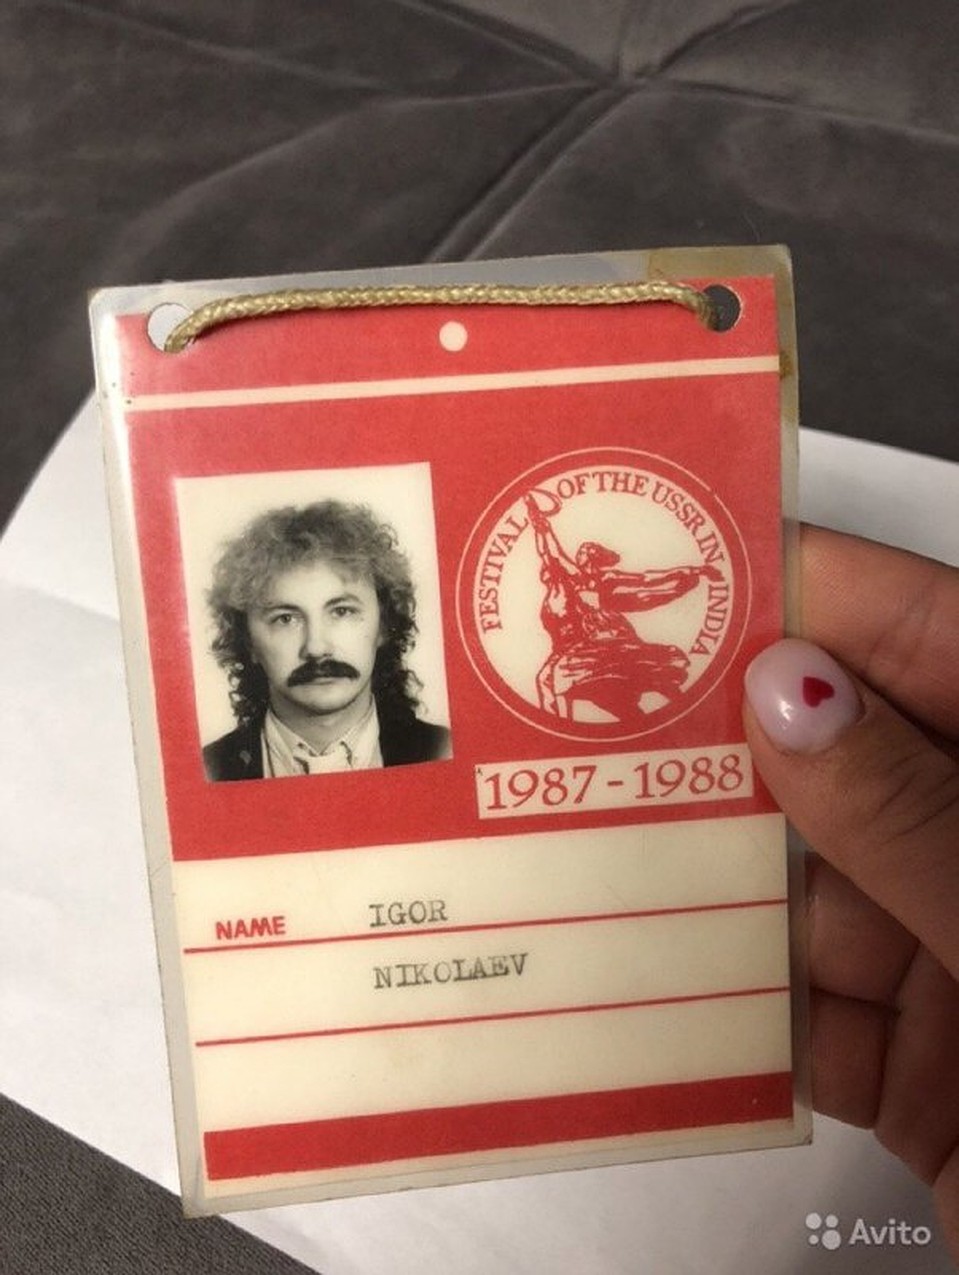 FESTIVAL OF THE USSR IN INDIA
1987-1988
NAME IGOR
NIKOLAEV
Avito